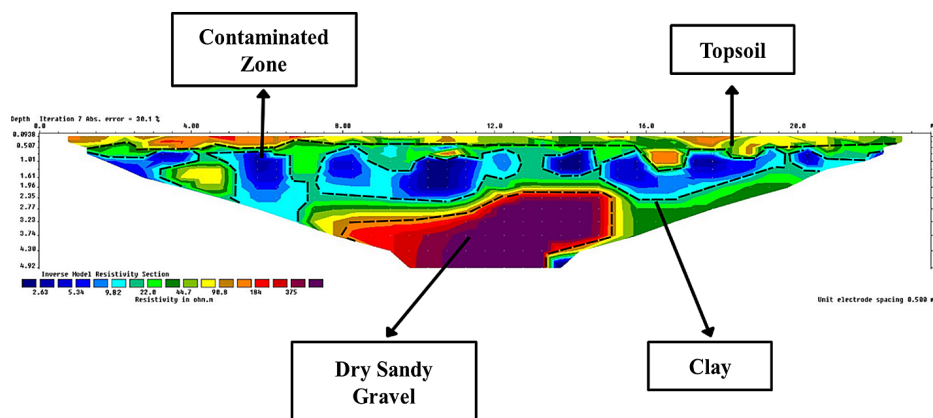 Contaminated
Zone
Topsoil
Depth Iteration 7 Abs. error = 30.1 %
0.0 4.00 8.00 12.0 16.0 20.0 m
0.0938
0.507
1.01
1.61
1.96
2.35
2.77
3.23
3.74
4.30
4.92
Inverse Model Resistivity Section
2.63 5.34 9.82 22.0 44.7 90.8 184 375
Resistivity in ohm.m
Unit electrode spacing 0.500 m
Dry Sandy
Gravel
Clay